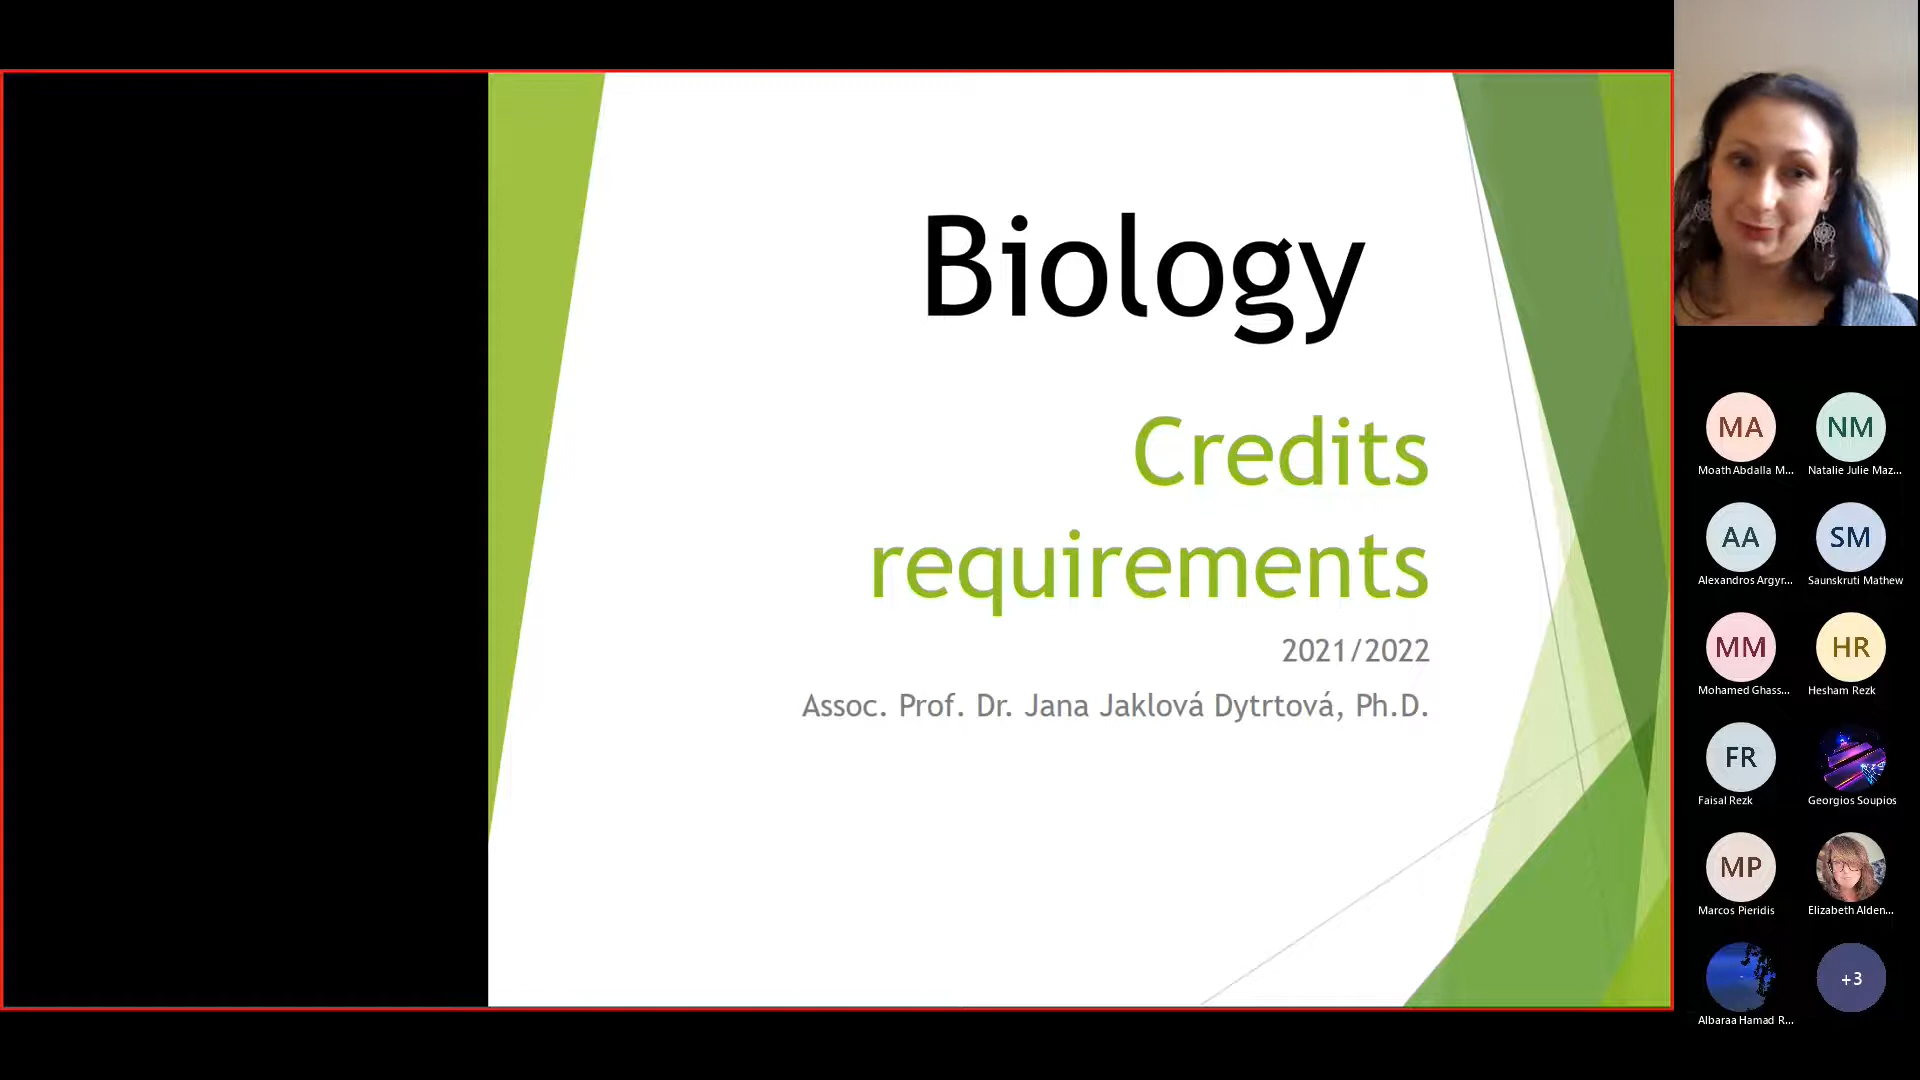 Biology
Credits
requirements
2021/2022
Assoc. Prof. Dr. Jana Jaklová Dytrtová, Ph.D.
MA
Moath Abdalla M...
NM
Natalie Julie Maz...
AA
Alexandros Argyr...
SM
Saunskruti Mathew
MM
Mohamed Ghass...
HR
Hesham Rezk
FR
Faisal Rezk
Georgios Soupios
MP
Marcos Pieridis
Elizabeth Alden...
Albaraa Hamad R...
+3